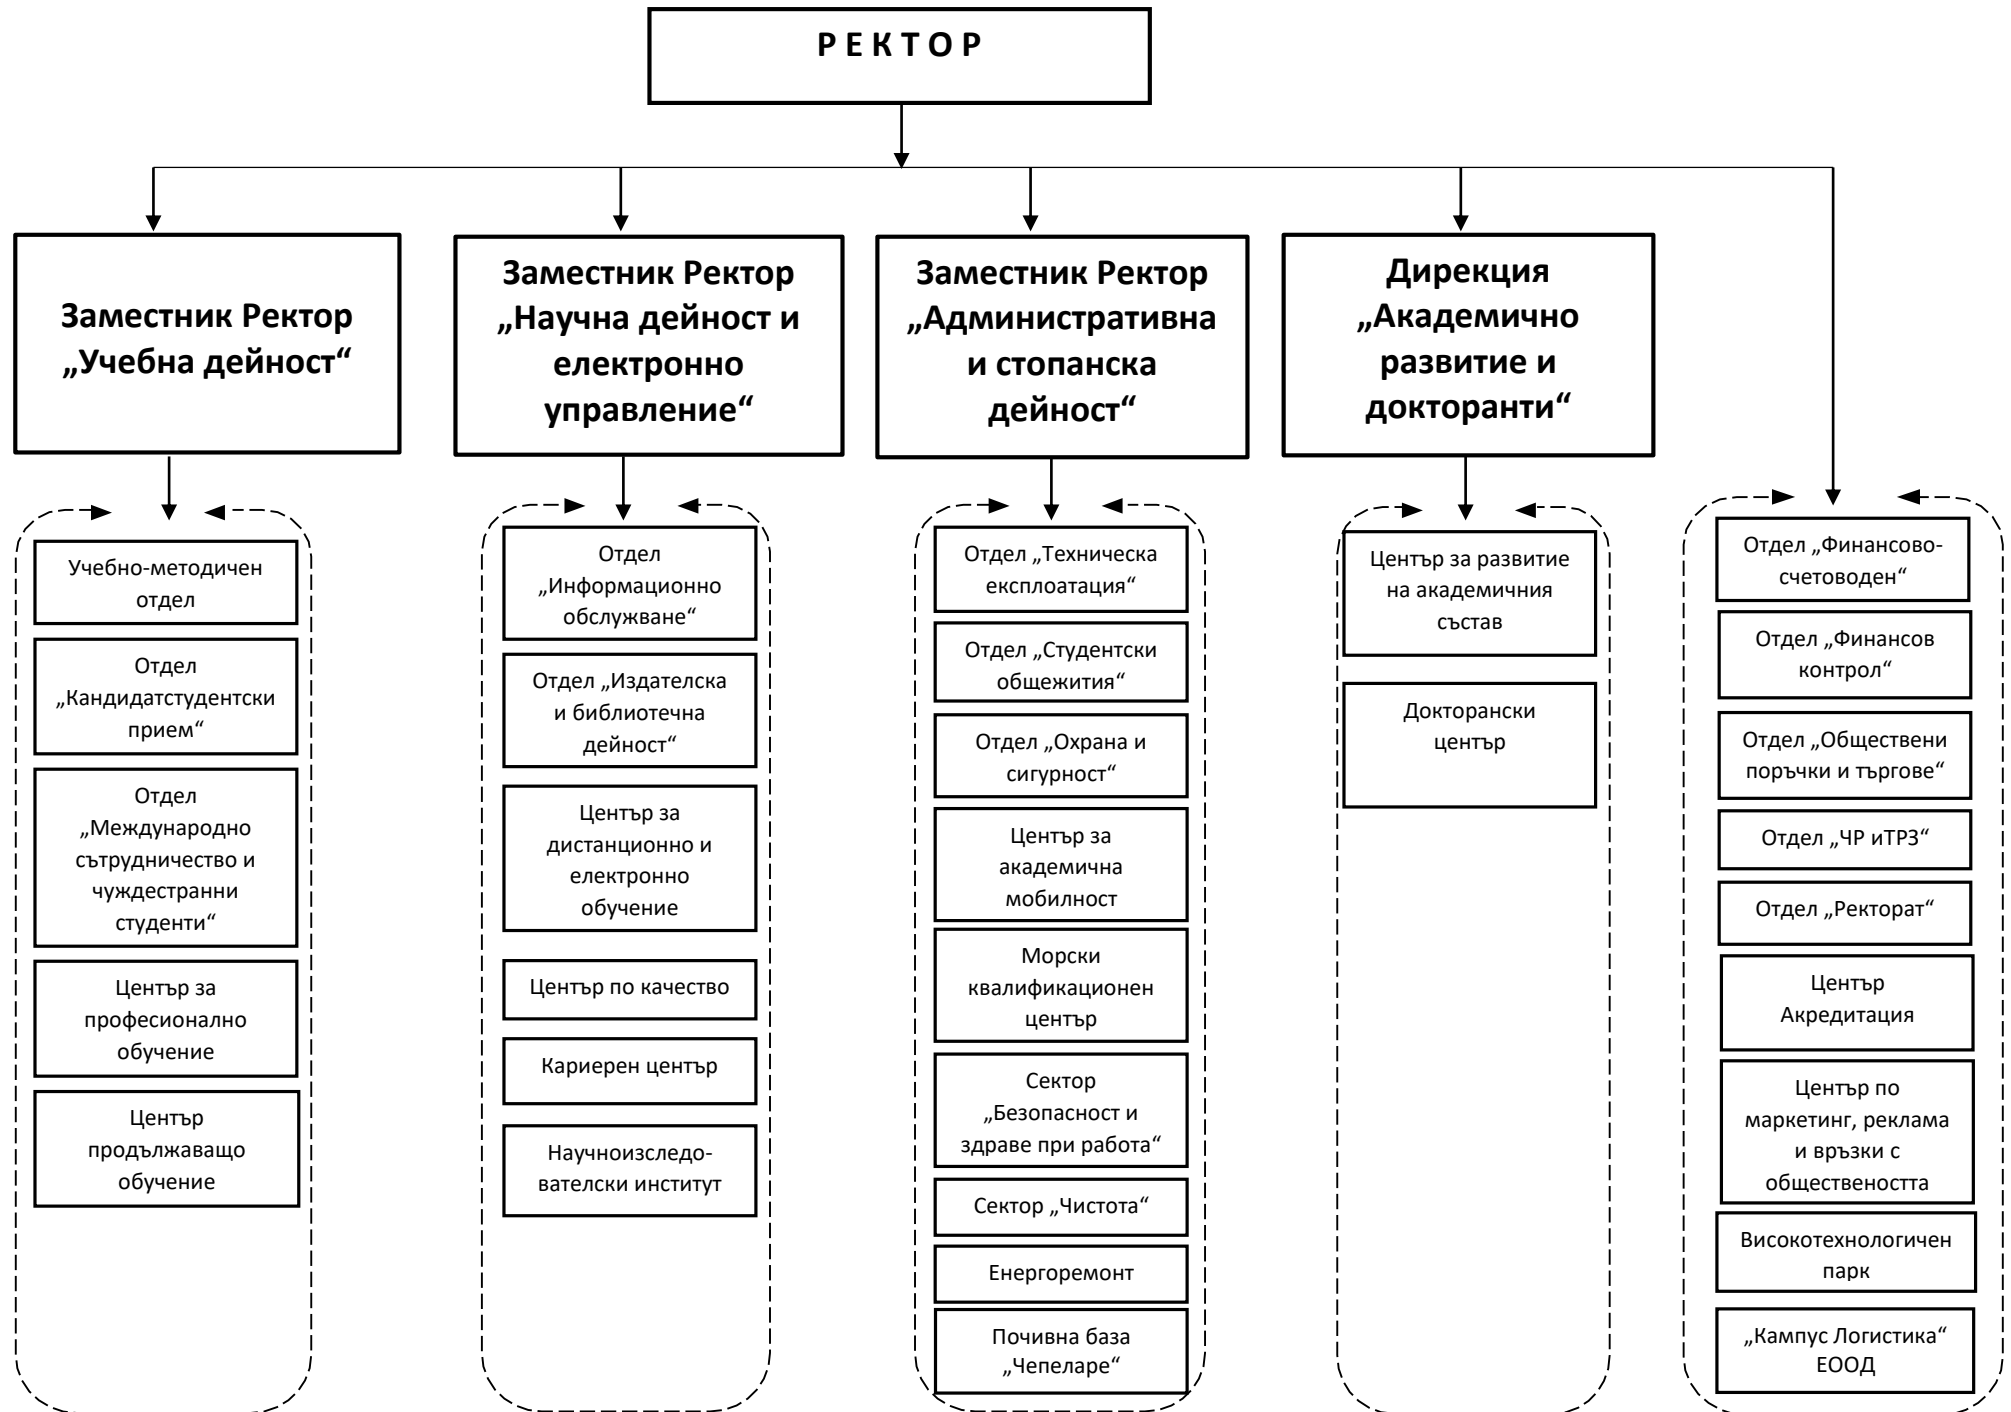 РЕКТОР
Заместник Ректор
„Учебна дейност“
Заместник Ректор
„Научна дейност и
електронно
управление“
Заместник Ректор
„Административна
и стопанска
дейност“
Дирекция
„Академично
развитие и
докторанти“
Учебно-методичен
отдел
Отдел
„Кандидатстудентски
прием“
Отдел
„Международно
сътрудничество и
чуждестранни
студенти“
Център за
професионално
обучение
Център
продължаващо
обучение
Отдел
„Информационно
обслужване“
Отдел „Издателска
и библиотечна
дейност“
Център за
дистанционно и
електронно
обучение
Център по качество
Кариерен център
Научноизследо-
вателски институт
Отдел „Техническа
експлоатация“
Отдел „Студентски
общежития“
Отдел „Охрана и
сигурност“
Център за
академична
мобилност
Морски
квалификационен
център
Сектор
„Безопасност и
здраве при работа“
Сектор „Чистота“
Енергоремонт
Почивна база
„Чепеларе“
Център за развитие
на академичния
състав
Докторански
център
Отдел „Финансово-
счетоводен“
Отдел „Финансов
контрол“
Отдел „Обществени
поръчки и търгове“
Отдел „ЧР иТРЗ“
Отдел „Ректорат“
Център
Акредитация
Център по
маркетинг, реклама
и връзки с
обществеността
Високотехнологичен
парк
„Кампус Логистика“
ЕООД